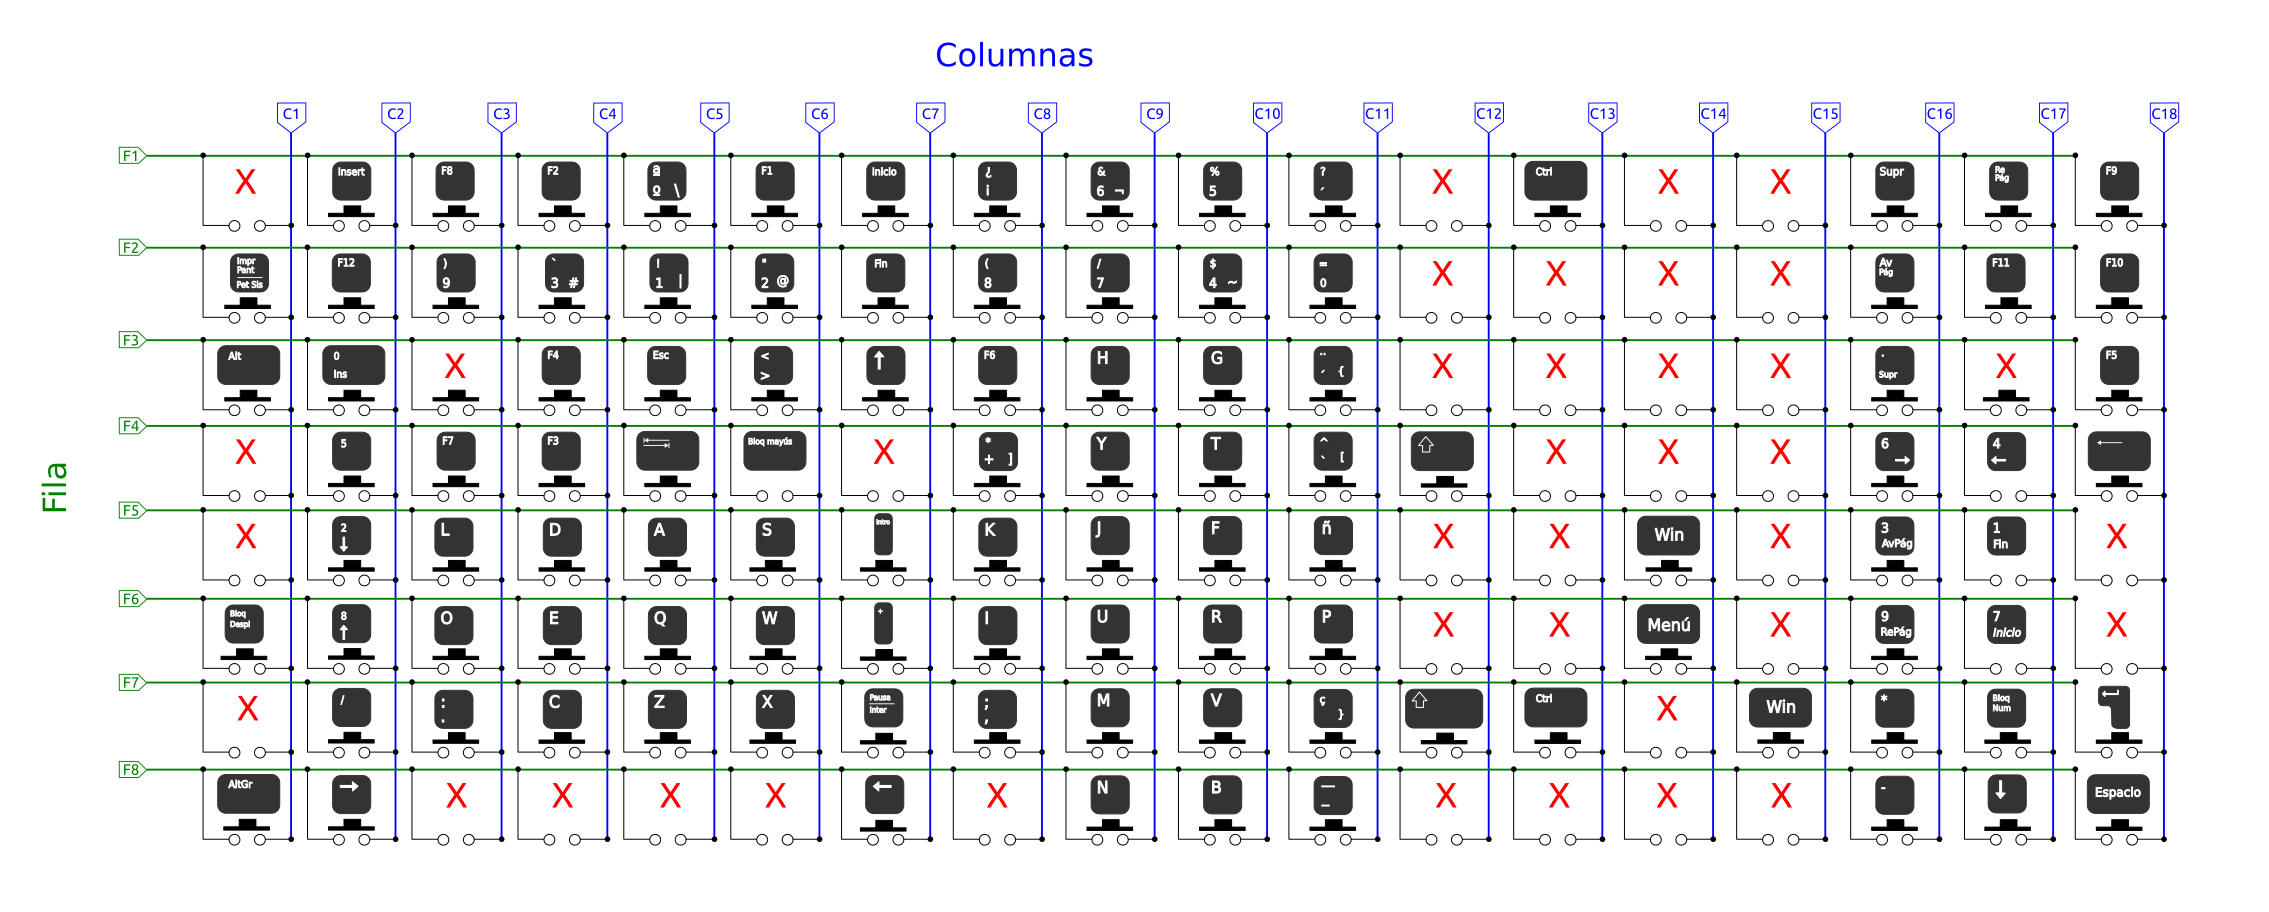 Columnas
C1 C2 C3 C4 C5 C6 C7 C8 C9 C10 C11 C12 C13 C14 C15 C16 C17 C18
Fila
F1 X Insert F8 F2 ª º \ F1 Inicio ¿ ¡ & 6 ¬ % 5 ? ´ X Ctrl X X Supr Re Pág F9
F2 Impr Pant Pet Sis F12 ) 9 ` 3 # ! 1 | " 2 @ Fin ( 8 / 7 $ 4 ~ = 0 X X X X Av Pág F11 F10
F3 Alt 0 Ins X F4 Esc < > ↑ F6 H G ¨ ´ { X X X X . Supr X F5
F4 X 5 F7 F3 Bloq mayús X * + ] Y T ^ ` [ ⇧ X X X 6 → 4 ← ←
F5 X 2 ↓ L D A S Intro K J F ñ X X Win X 3 AvPág 1 Fin X
F6 Bloq Despl 8 ↑ O E Q W + I U R P X X Menú X 9 RePág 7 Inicio X
F7 X / : . C Z X Pausa Inter ; , M V ç } ⇧ Ctrl X Win * Bloq Num ↵
F8 AltGr → X X X X ← X N B — _ X X X X - ↓ Espacio